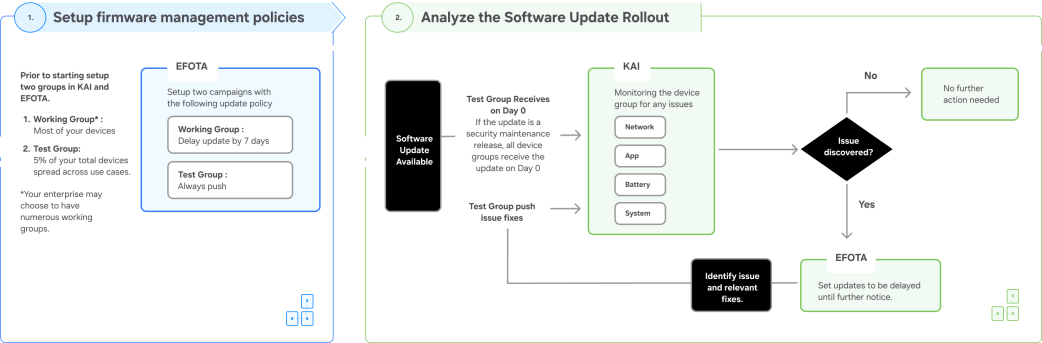 1.
Setup firmware management policies
Prior to starting setup
two groups in KAI and
EFOTA.
1. Working Group* :
Most of your devices
2. Test Group:
5% of your total devices
spread across use cases.
*Your enterprise may
choose to have
numerous working
groups.
EFOTA
Setup two campaigns with
the following update policy
Working Group :
Delay update by 7 days
Test Group :
Always push
2.
Analyze the Software Update Rollout
Software
Update
Available
Test Group Receives
on Day 0
If the update is a
security maintenance
release, all device
groups receive the
update on Day 0
Test Group push
issue fixes
KAI
Monitoring the device
group for any issues
Network
App
Battery
System
Issue
discovered?
No
No further
action needed
Yes
EFOTA
Set updates to be delayed
until further notice.
Identify issue
and relevant
fixes.